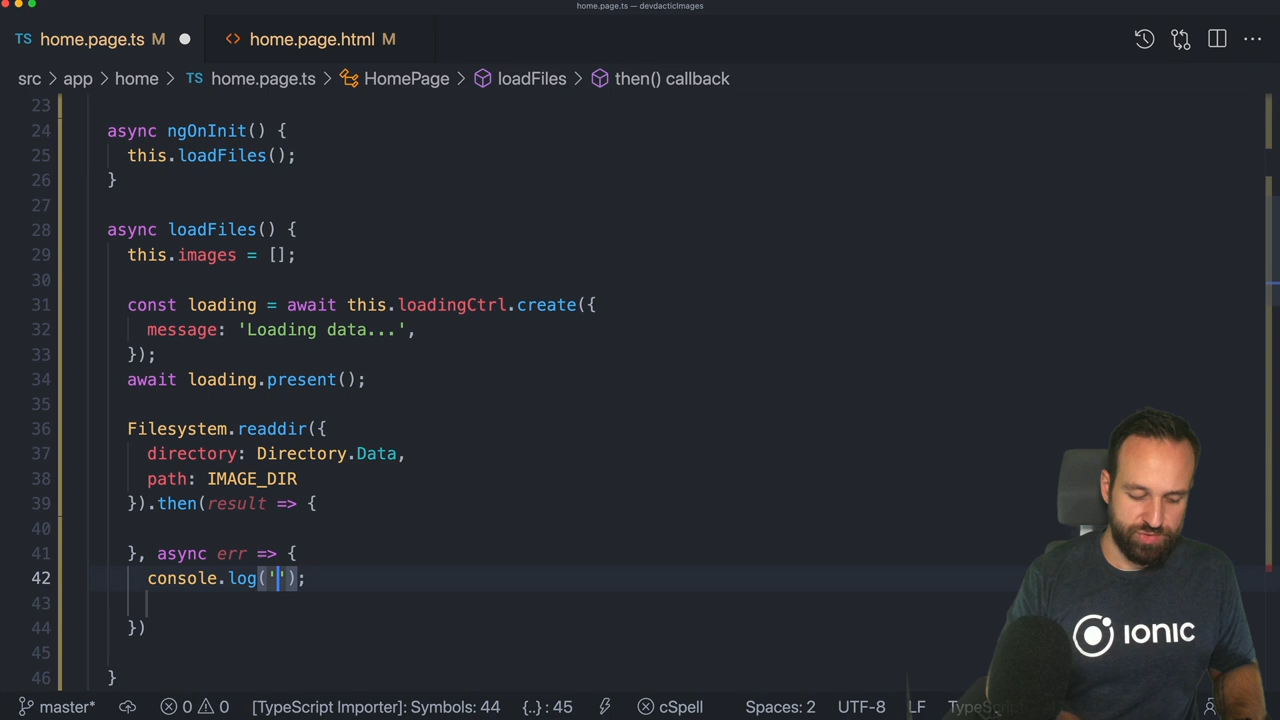 home.page.ts — devdacticImages
TS home.page.ts M ● <> home.page.html M
src > app > home > TS home.page.ts > HomePage > loadFiles > then() callback
23
24 async ngOnInit() {
25 this.loadFiles();
26 }
27
28 async loadFiles() {
29 this.images = [];
30
31 const loading = await this.loadingCtrl.create({
32 message: 'Loading data...',
33 });
34 await loading.present();
35
36 Filesystem.readdir({
37 directory: Directory.Data,
38 path: IMAGE_DIR
39 }).then(result => {
40
41 }, async err => {
42 console.log('');
43
44 })
45
46 }
ionic
master* 0 0 [TypeScript Importer]: Symbols: 44 {..} : 45 cSpell Spaces: 2 UTF-8 LF